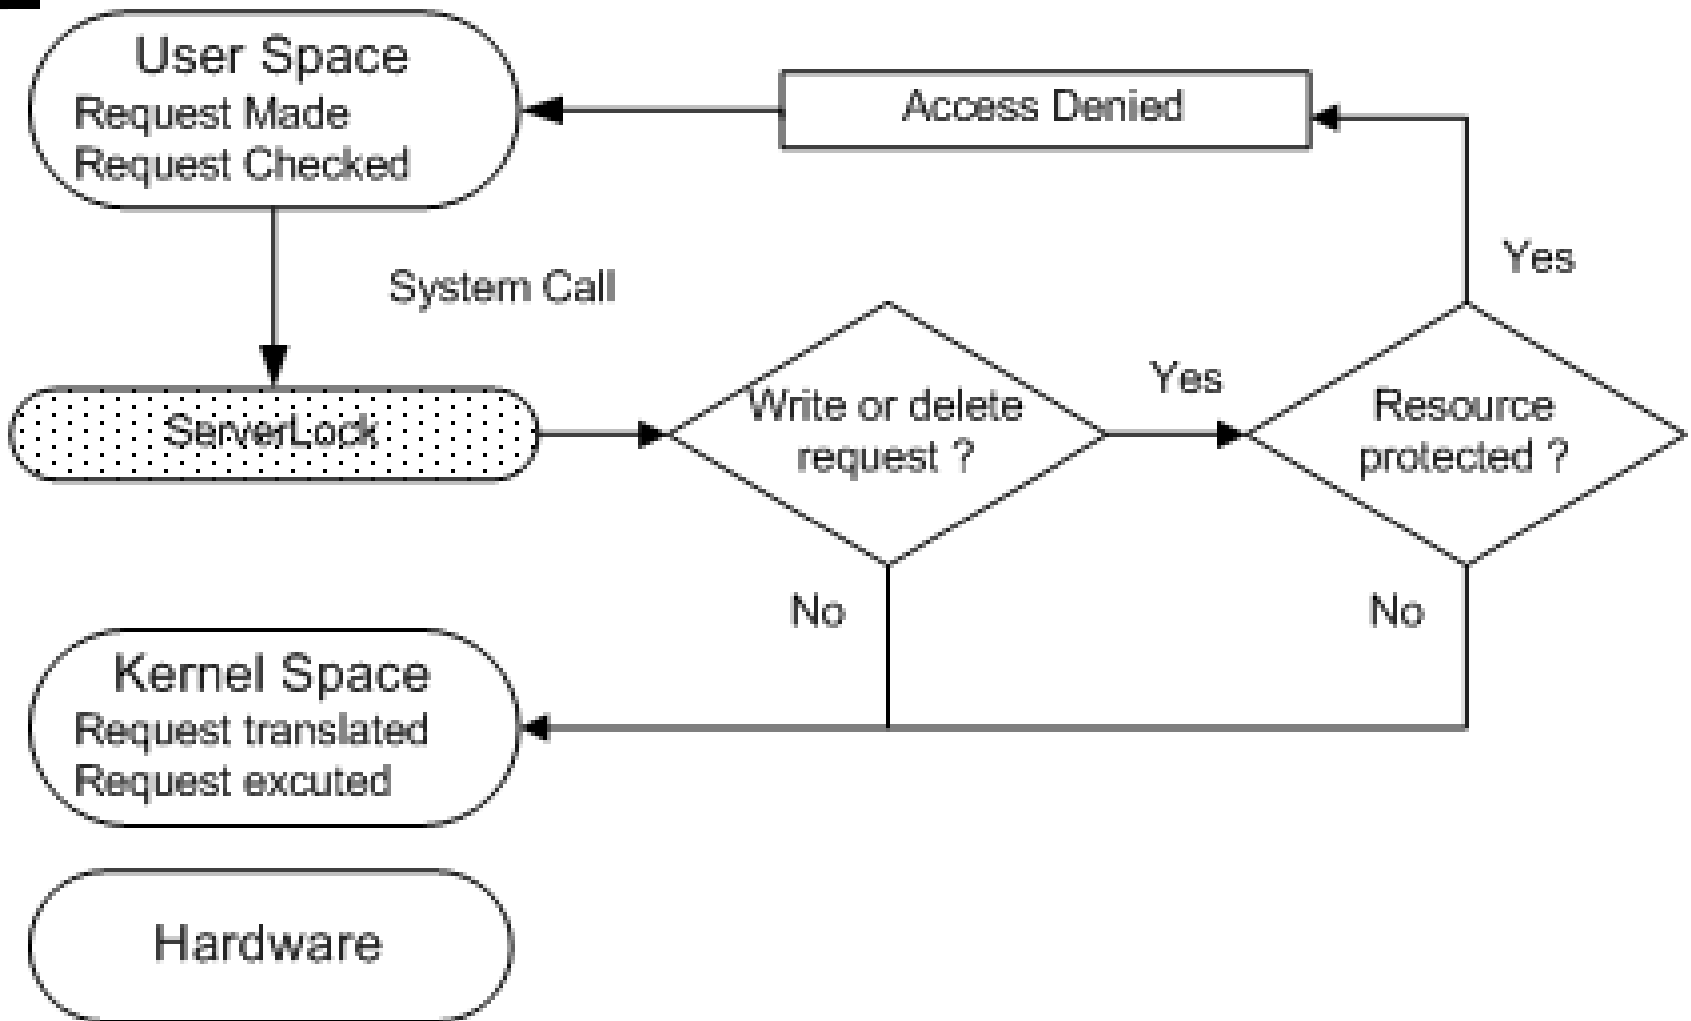 User Space
Request Made
Request Checked
Access Denied
Yes
System Call
Yes
ServerLock
Write or delete
request ?
Resource
protected ?
No
No
Kernel Space
Request translated
Request excuted
Hardware